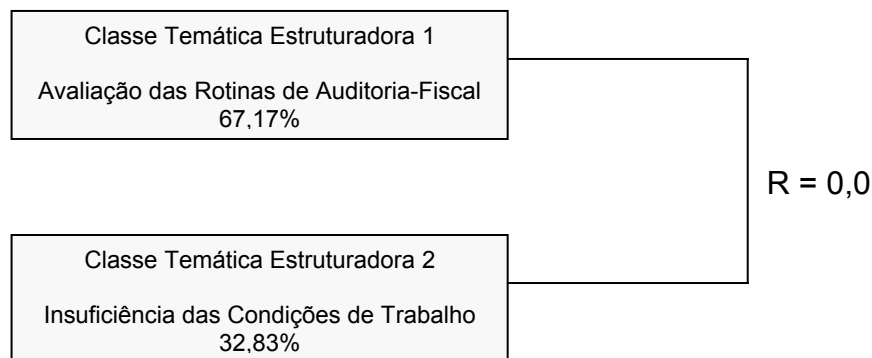 Classe Temática Estruturadora 1
Avaliação das Rotinas de Auditoria-Fiscal
67,17%
R = 0,0
Classe Temática Estruturadora 2
Insuficiência das Condições de Trabalho
32,83%